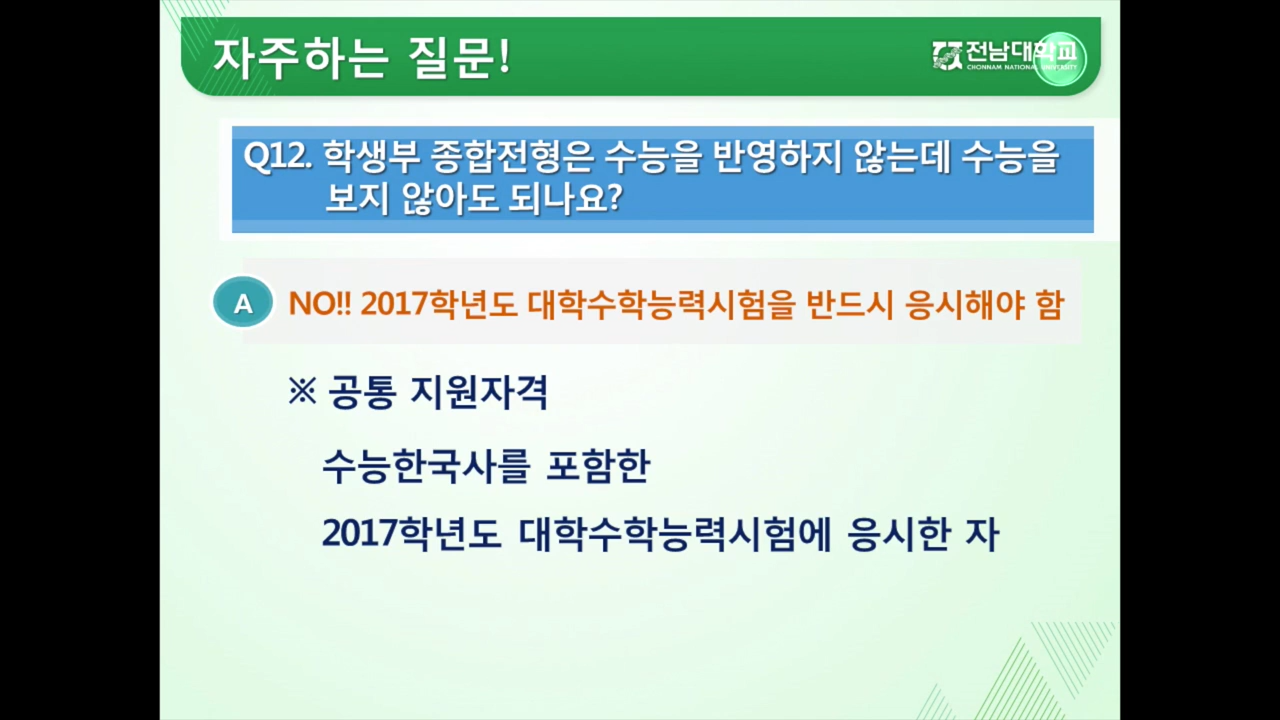 자주하는 질문!
전남대학교
CHONNAM NATIONAL UNIVERSITY
Q12. 학생부 종합전형은 수능을 반영하지 않는데 수능을
보지 않아도 되나요?
A NO!! 2017학년도 대학수학능력시험을 반드시 응시해야 함
※ 공통 지원자격
수능한국사를 포함한
2017학년도 대학수학능력시험에 응시한 자